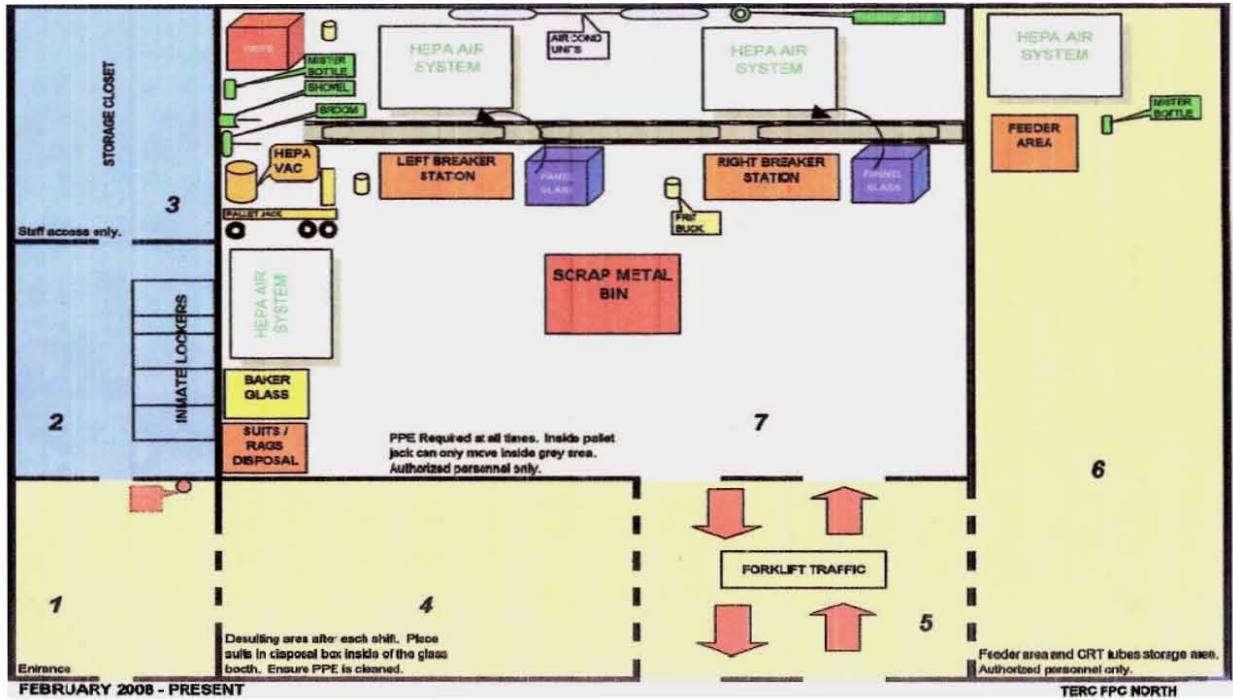 STORAGE CLOSET
3
Staff access only.
MISTER
BOTTLE
SHOVEL
BROOM
HEPA
VAC
PALLET JACK
HEPA AIR
SYSTEM
AIR COND
UNITS
HEPA AIR
SYSTEM
HEPA AIR
SYSTEM
MISTER
BOTTLE
FEEDER
AREA
LEFT BREAKER
STATION
PANEL
GLASS
RIGHT BREAKER
STATION
FUNNEL
GLASS
FRIT
BUCK
SCRAP METAL
BIN
HEPA AIR
SYSTEM
INMATE LOCKERS
2
BAKER
GLASS
SUITS /
RAGS
DISPOSAL
PPE Required at all times. Inside pallet
jack can only move inside grey area.
Authorized personnel only.
7
6
1
Entrance
4
Desuiting area after each shift. Place
suits in disposal box inside of the glass
booth. Ensure PPE is cleaned.
FORKLIFT TRAFFIC
5
Feeder area and CRT tubes storage area.
Authorized personnel only.
FEBRUARY 2008 - PRESENT
TERC FPC NORTH